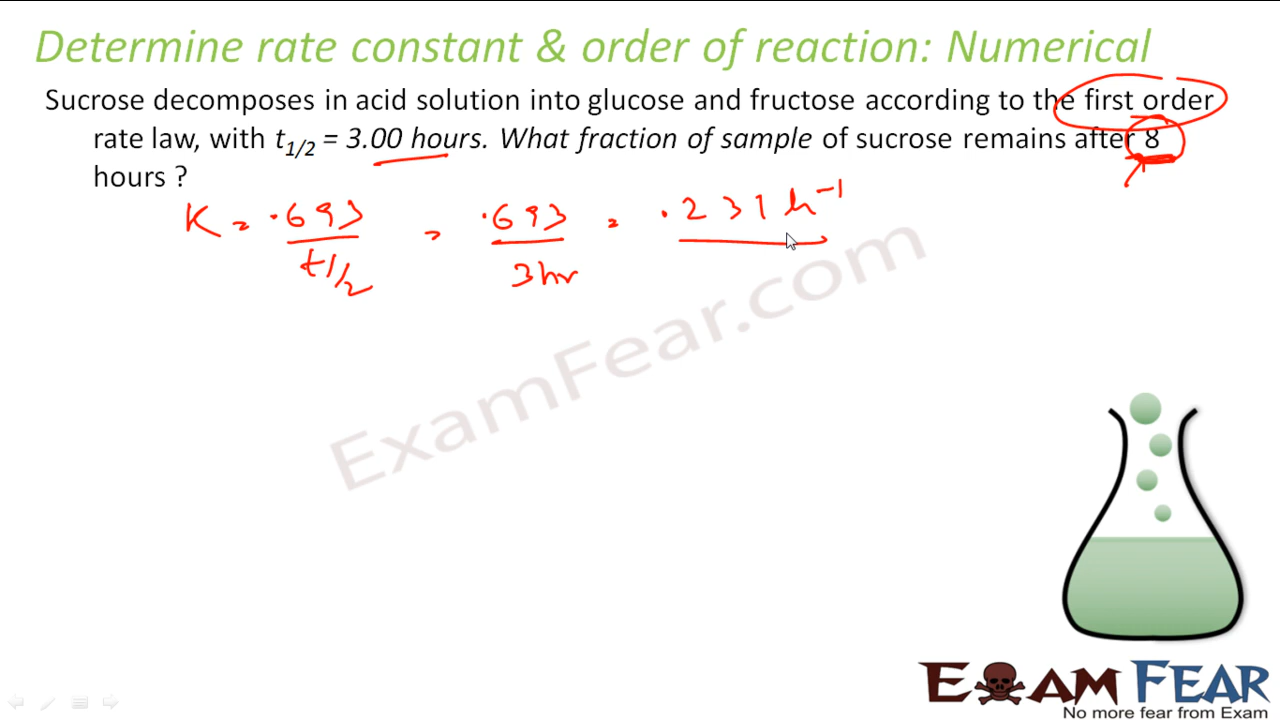 Determine rate constant & order of reaction: Numerical
Sucrose decomposes in acid solution into glucose and fructose according to the first order
rate law, with t1/2 = 3.00 hours. What fraction of sample of sucrose remains after 8
hours ?
K = .693 / t1/2 = .693 / 3hr = .231 h⁻¹
ExamFear.com
EXAM FEAR
No more fear from Exam